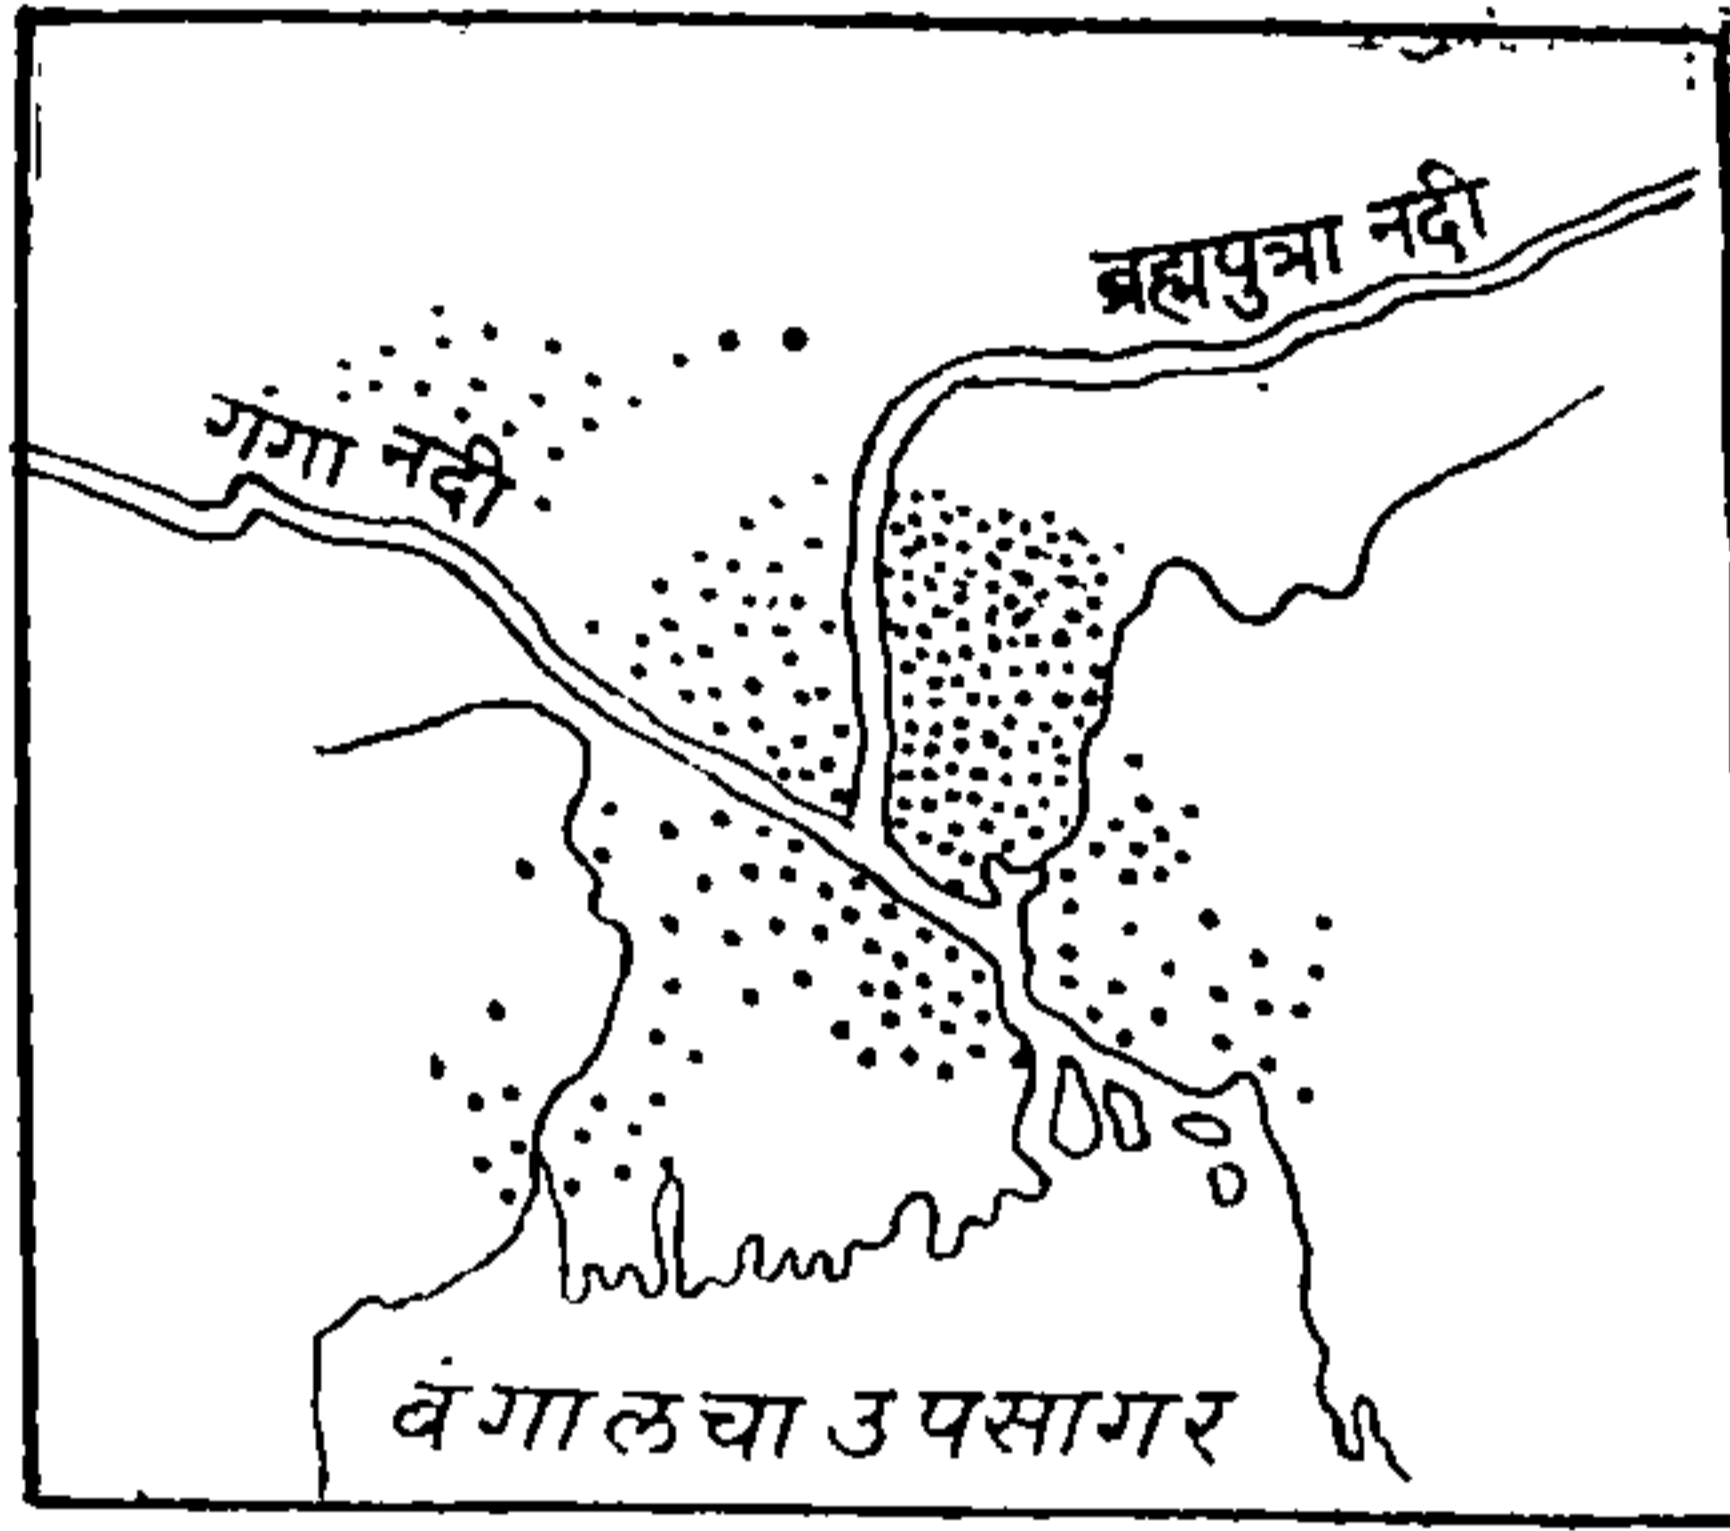 ब्रह्मपुत्रा नदी
गंगा नदी
बंगालचा उपसागर